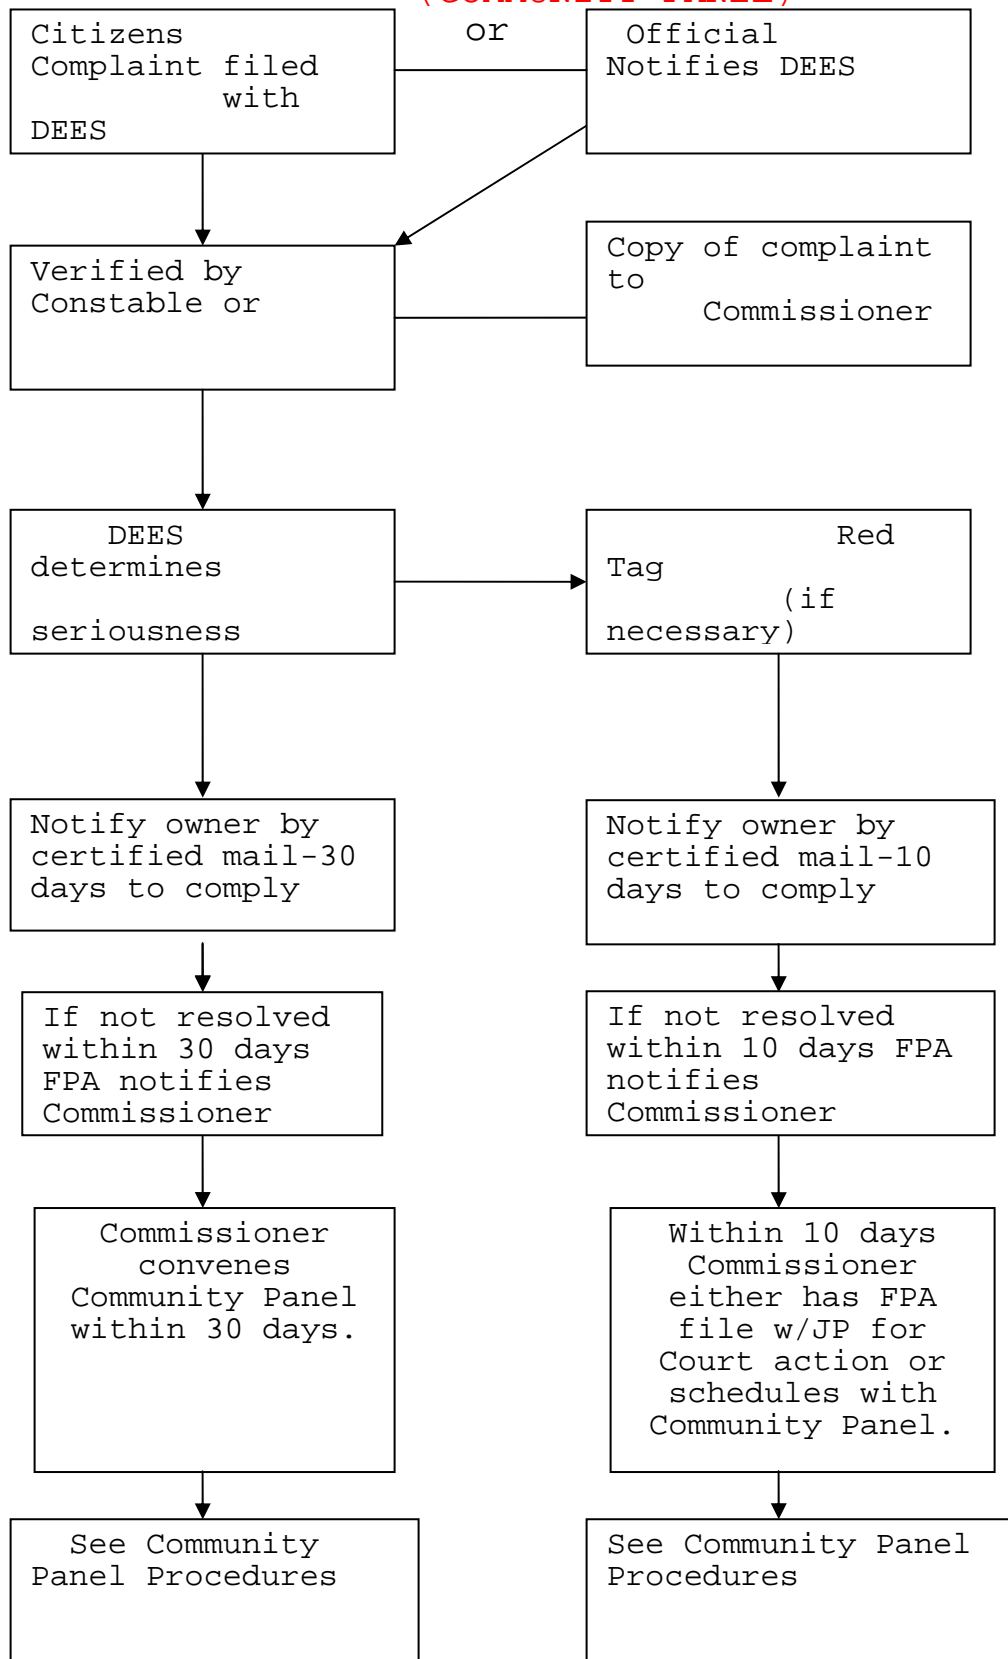 (COMMUNITY PANEL)
Citizens
Complaint filed
with
DEES
or
Official
Notifies DEES
Verified by
Constable or
Copy of complaint
to
Commissioner
DEES
determines
seriousness
Red
Tag
(if
necessary)
Notify owner by
certified mail-30
days to comply
Notify owner by
certified mail-10
days to comply
If not resolved
within 30 days
FPA notifies
Commissioner
If not resolved
within 10 days FPA
notifies
Commissioner
Commissioner
convenes
Community Panel
within 30 days.
Within 10 days
Commissioner
either has FPA
file w/JP for
Court action or
schedules with
Community Panel.
See Community
Panel Procedures
See Community Panel
Procedures